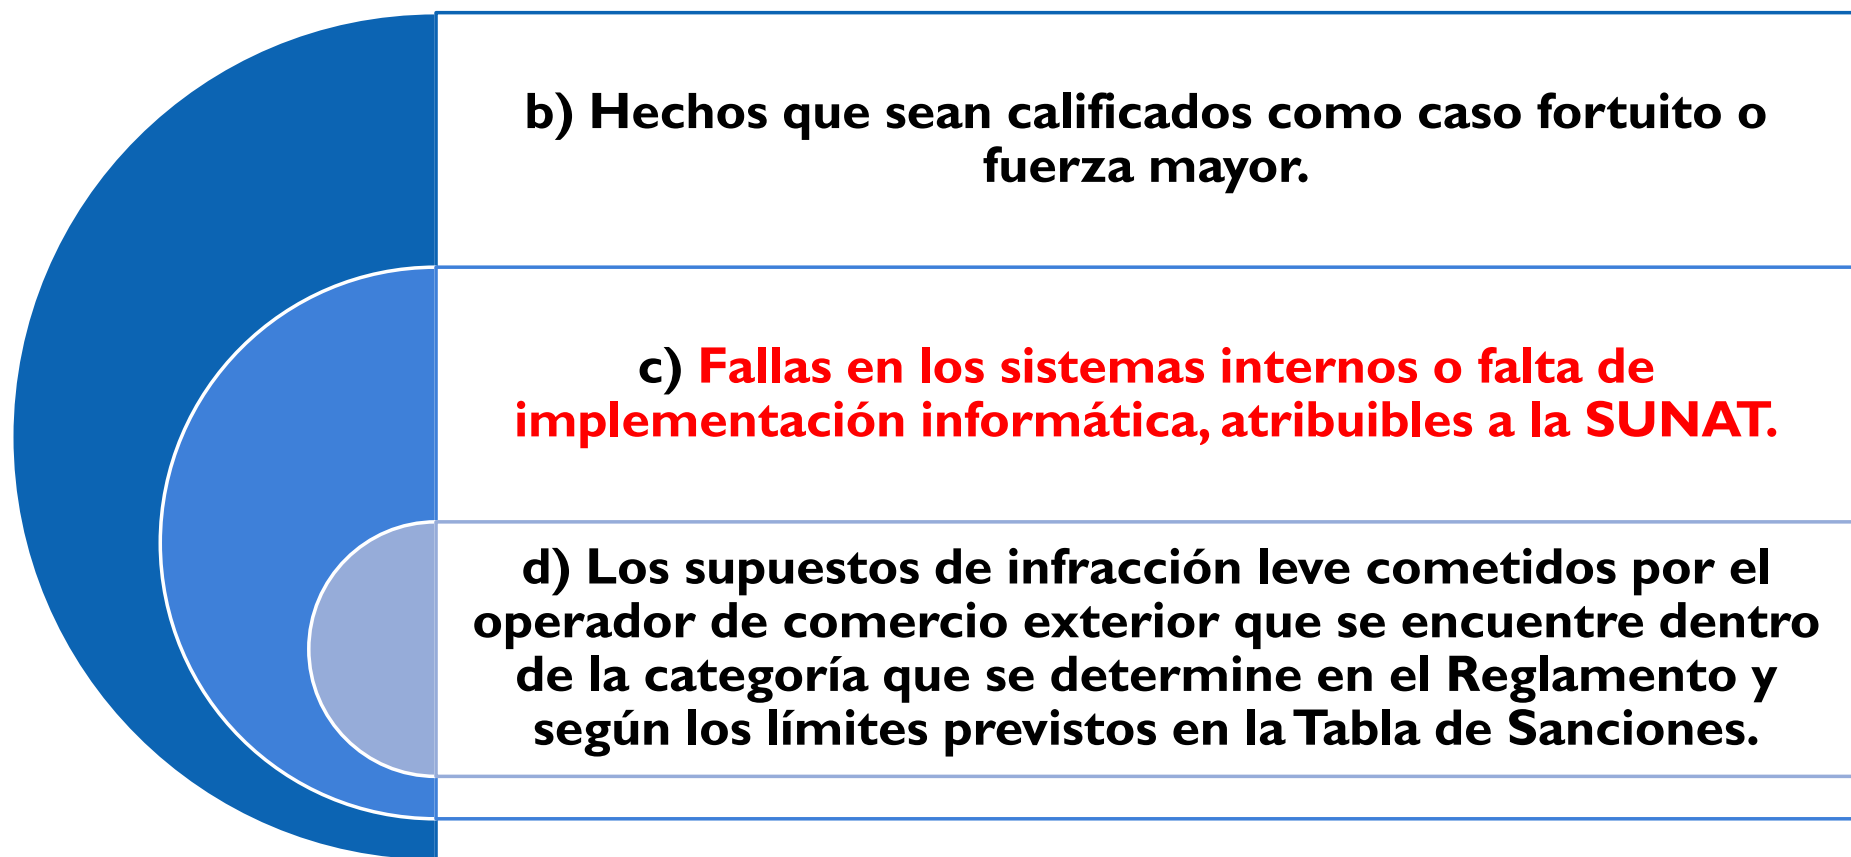 b) Hechos que sean calificados como caso fortuito o
fuerza mayor.
c) Fallas en los sistemas internos o falta de
implementación informática, atribuibles a la SUNAT.
d) Los supuestos de infracción leve cometidos por el
operador de comercio exterior que se encuentre dentro
de la categoría que se determine en el Reglamento y
según los límites previstos en la Tabla de Sanciones.